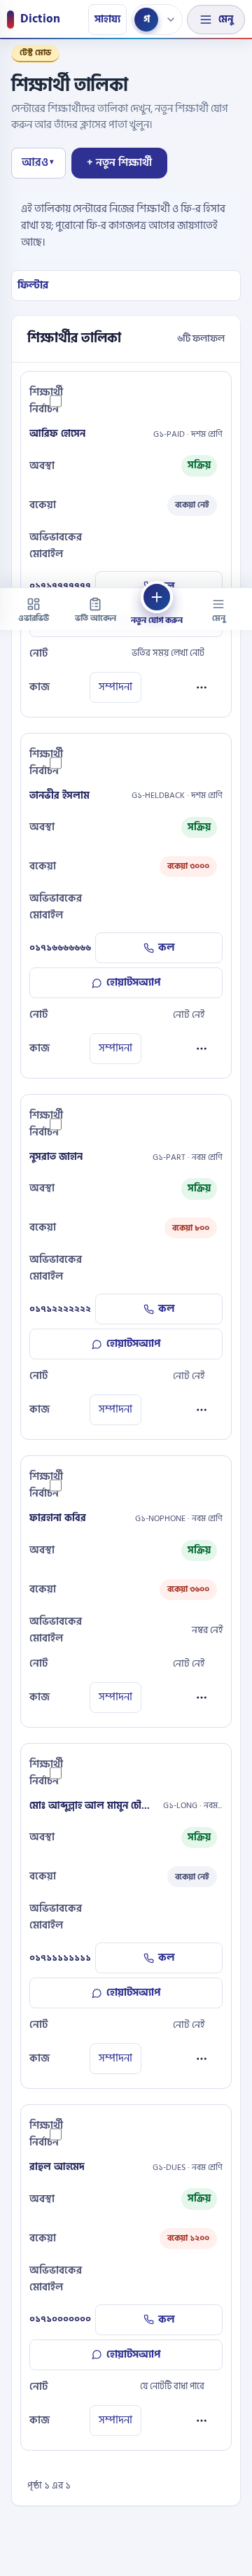 Diction
সাহায্য
গ
মেনু
টেস্ট মোড
শিক্ষার্থী তালিকা
সেন্টারের শিক্ষার্থীদের তালিকা দেখুন, নতুন শিক্ষার্থী যোগ
করুন আর তাঁদের ক্লাসের পাতা খুলুন।
আরও
+ নতুন শিক্ষার্থী
এই তালিকায় সেন্টারের নিজের শিক্ষার্থী ও ফি-র হিসাব
রাখা হয়; পুরোনো ফি-র কাগজপত্র আগের জায়গাতেই
আছে।
ফিল্টার
শিক্ষার্থীর তালিকা
৬টি ফলাফল
শিক্ষার্থী
নির্বাচন
আরিফ হোসেন
G১-PAID · দশম শ্রেণি
অবস্থা
সক্রিয়
বকেয়া
বকেয়া নেই
অভিভাবকের
মোবাইল
০১৭১৭৭৭৭৭৭৭
কল
ওভারভিউ
ভর্তি আবেদন
নতুন যোগ করুন
মেনু
নোট
ভর্তির সময় লেখা নোট
কাজ
সম্পাদনা
শিক্ষার্থী
নির্বাচন
তানভীর ইসলাম
G১-HELDBACK · দশম শ্রেণি
অবস্থা
সক্রিয়
বকেয়া
বকেয়া ৩০০০
অভিভাবকের
মোবাইল
০১৭১৬৬৬৬৬৬৬
কল
হোয়াটসঅ্যাপ
নোট
নোট নেই
কাজ
সম্পাদনা
শিক্ষার্থী
নির্বাচন
নুসরাত জাহান
G১-PART · নবম শ্রেণি
অবস্থা
সক্রিয়
বকেয়া
বকেয়া ৮০০
অভিভাবকের
মোবাইল
০১৭১২২২২২২২
কল
হোয়াটসঅ্যাপ
নোট
নোট নেই
কাজ
সম্পাদনা
শিক্ষার্থী
নির্বাচন
ফারহানা কবির
G১-NOPHONE · নবম শ্রেণি
অবস্থা
সক্রিয়
বকেয়া
বকেয়া ৩৬০০
অভিভাবকের
মোবাইল
নম্বর নেই
নোট
নোট নেই
কাজ
সম্পাদনা
শিক্ষার্থী
নির্বাচন
মোঃ আব্দুল্লাহ আল মামুন চৌ...
G১-LONG · নবম...
অবস্থা
সক্রিয়
বকেয়া
বকেয়া নেই
অভিভাবকের
মোবাইল
০১৭১১১১১১১১
কল
হোয়াটসঅ্যাপ
নোট
নোট নেই
কাজ
সম্পাদনা
শিক্ষার্থী
নির্বাচন
রাহুল আহমেদ
G১-DUES · নবম শ্রেণি
অবস্থা
সক্রিয়
বকেয়া
বকেয়া ১২০০
অভিভাবকের
মোবাইল
০১৭১০০০০০০০
কল
হোয়াটসঅ্যাপ
নোট
যে নোটটি বাধা পাবে
কাজ
সম্পাদনা
পৃষ্ঠা ১ এর ১